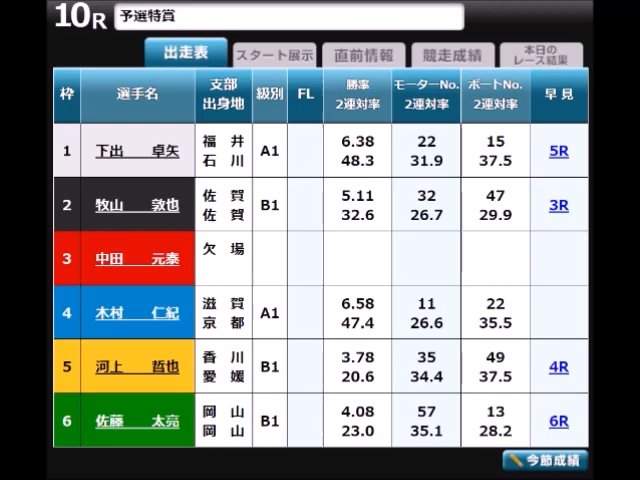 10R 予選特賞
出走表 スタート展示 直前情報 競走成績 本日の
レース結果
枠 選手名 支部 級別 FL 勝率 モーターNo. ボートNo. 早見
出身地 2連対率 2連対率 2連対率
1 下出 卓矢 福井 A1 6.38 22 15 5R
石川 48.3 31.9 37.5
2 牧山 敦也 佐賀 B1 5.11 32 47 3R
佐賀 32.6 26.7 29.9
3 中田 元泰 欠場
4 木村 仁紀 滋賀 A1 6.58 11 22
京都 47.4 26.6 35.5
5 河上 哲也 香川 B1 3.78 35 49 4R
愛媛 20.6 34.4 37.5
6 佐藤 太亮 岡山 B1 4.08 57 13 6R
岡山 23.0 35.1 28.2
今節成績